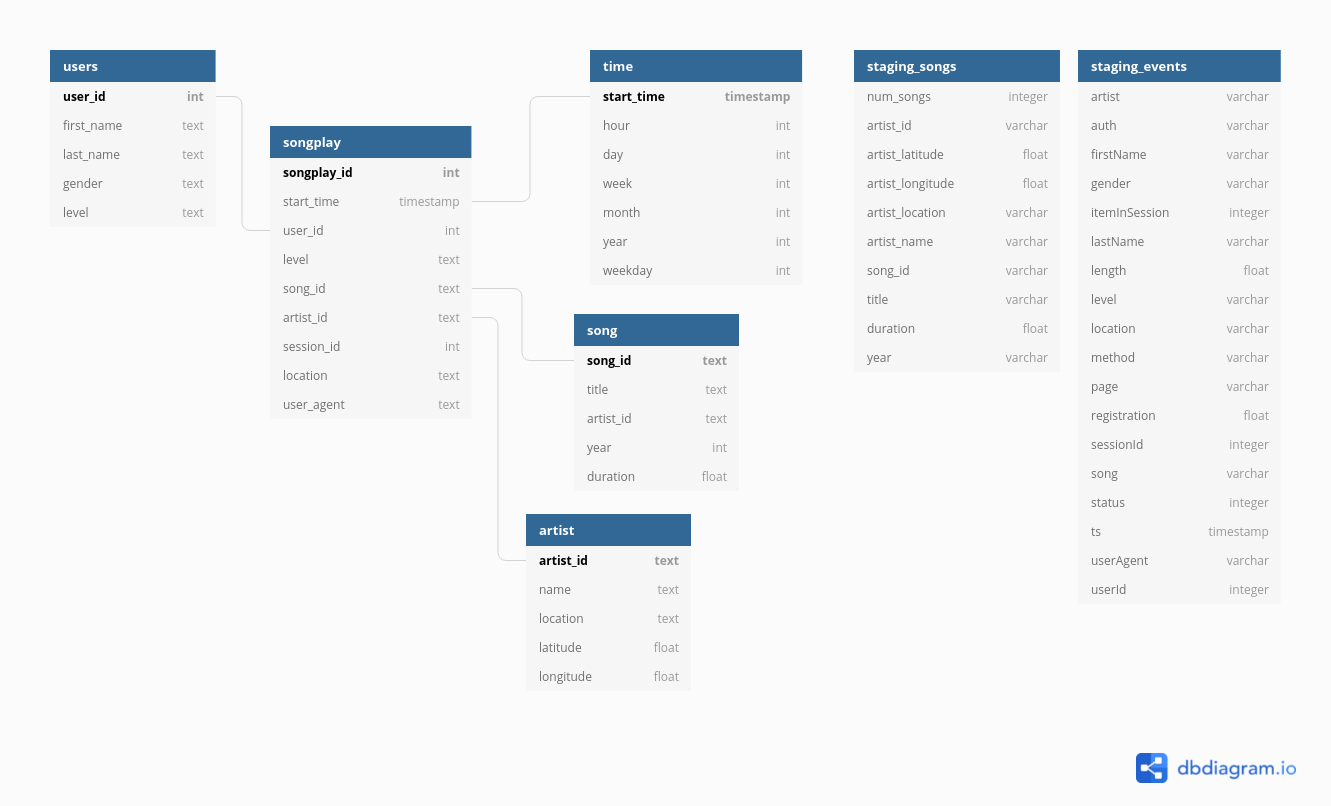 users
user_id int
first_name text
last_name text
gender text
level text
songplay
songplay_id int
start_time timestamp
user_id int
level text
song_id text
artist_id text
session_id int
location text
user_agent text
time
start_time timestamp
hour int
day int
week int
month int
year int
weekday int
song
song_id text
title text
artist_id text
year int
duration float
artist
artist_id text
name text
location text
latitude float
longitude float
staging_songs
num_songs integer
artist_id varchar
artist_latitude float
artist_longitude float
artist_location varchar
artist_name varchar
song_id varchar
title varchar
duration float
year varchar
staging_events
artist varchar
auth varchar
firstName varchar
gender varchar
itemInSession integer
lastName varchar
length float
level varchar
location varchar
method varchar
page varchar
registration float
sessionId integer
song varchar
status integer
ts timestamp
userAgent varchar
userId integer
dbdiagram.io